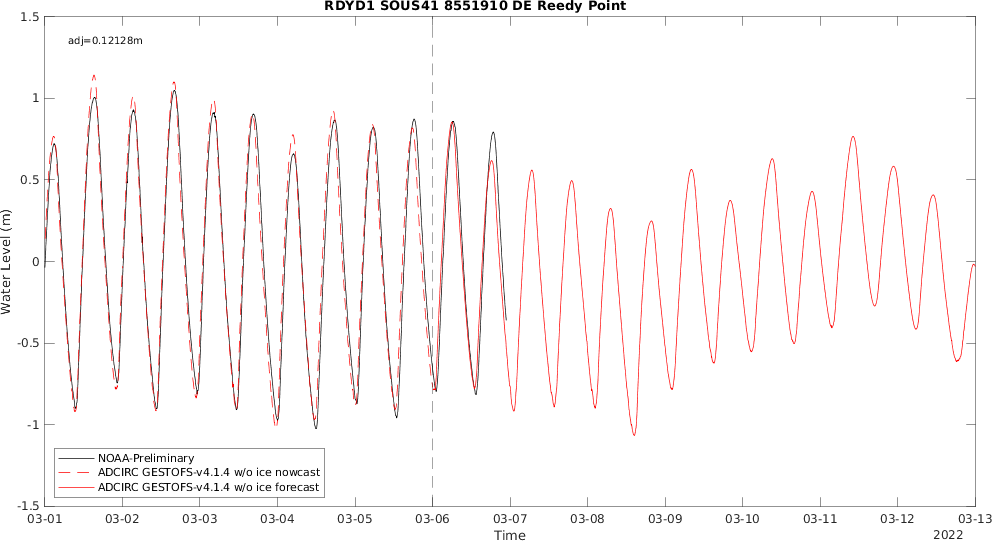 RDYD1 SOUS41 8551910 DE Reedy Point
adj=0.12128m
1.5
1
0.5
0
-0.5
-1
-1.5
Water Level (m)
NOAA-Preliminary
ADCIRC GESTOFS-v4.1.4 w/o ice nowcast
ADCIRC GESTOFS-v4.1.4 w/o ice forecast
03-01 03-02 03-03 03-04 03-05 03-06 03-07 03-08 03-09 03-10 03-11 03-12 03-13
Time
2022